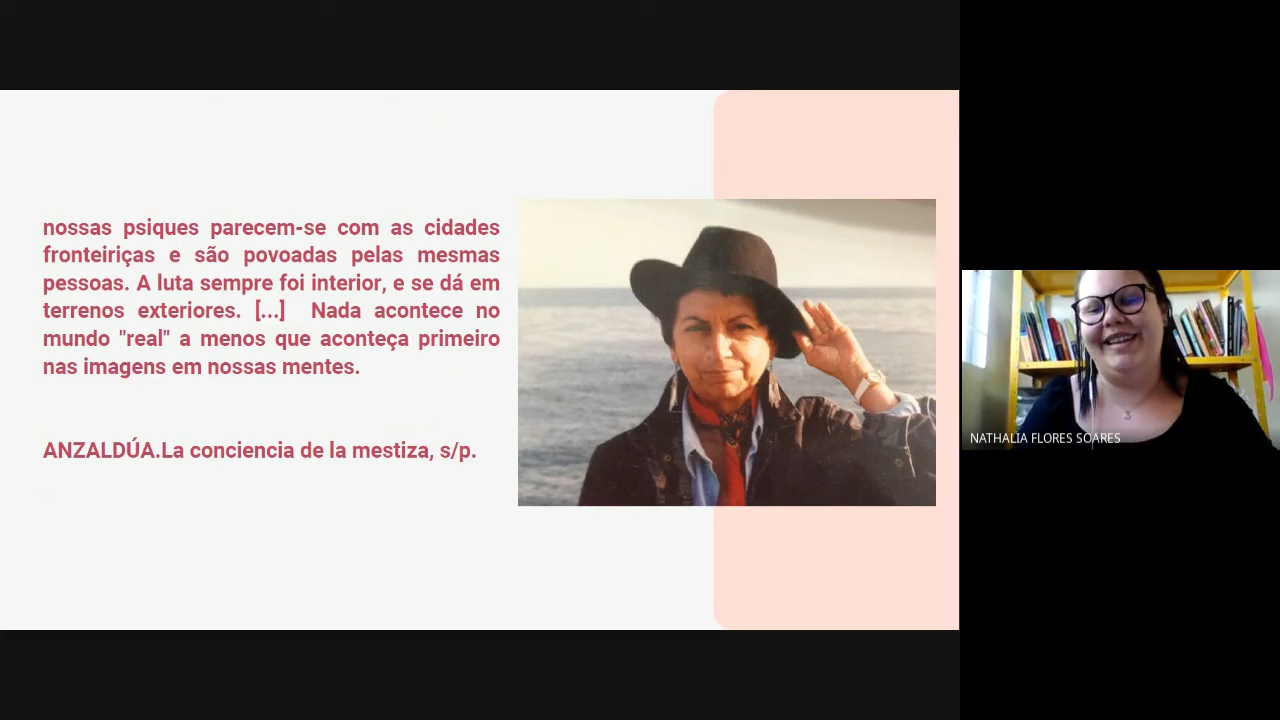 nossas psiques parecem-se com as cidades
fronteiriças e são povoadas pelas mesmas
pessoas. A luta sempre foi interior, e se dá em
terrenos exteriores. [...] Nada acontece no
mundo "real" a menos que aconteça primeiro
nas imagens em nossas mentes.
ANZALDÚA.La conciencia de la mestiza, s/p.
NATHALIA FLORES SOARES